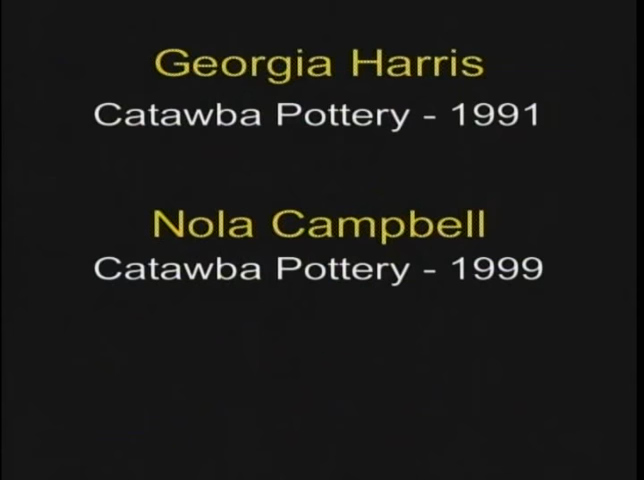 Georgia Harris
Catawba Pottery - 1991
Nola Campbell
Catawba Pottery - 1999